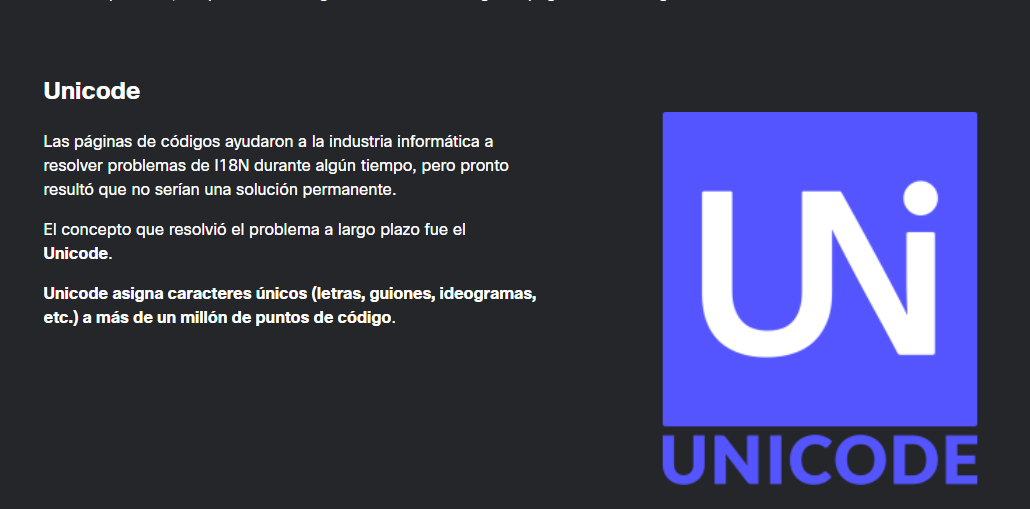 Unicode
Las páginas de códigos ayudaron a la industria informática a
resolver problemas de I18N durante algún tiempo, pero pronto
resultó que no serían una solución permanente.
El concepto que resolvió el problema a largo plazo fue el
Unicode.
Unicode asigna caracteres únicos (letras, guiones, ideogramas,
etc.) a más de un millón de puntos de código.
UNi
UNICODE